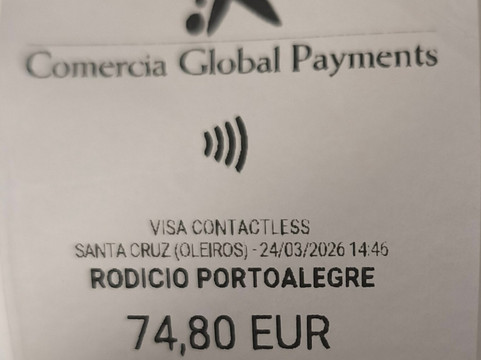 Comercia Global Payments
VISA CONTACTLESS
SANTA CRUZ (OLEIROS) - 24/03/2026 14:46
RODICIO PORTOALEGRE
74,80 EUR